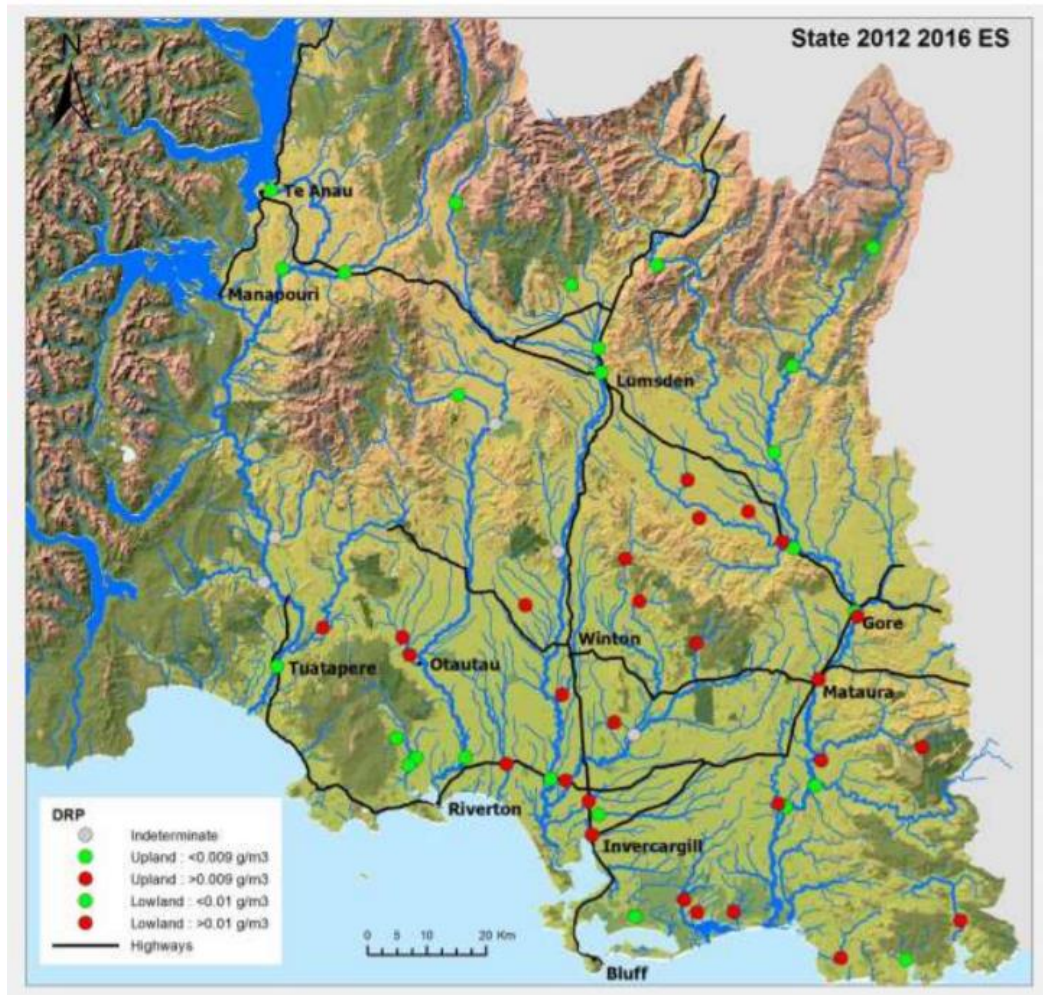 State 2012 2016 ES
N
Te Anau
Manapouri
Lumsden
Gore
Winton
Otautau
Tuatapere
Mataura
Riverton
Invercargill
Bluff
DRP
Indeterminate
Upland : <0.009 g/m3
Upland : >0.009 g/m3
Lowland : <0.01 g/m3
Lowland : >0.01 g/m3
Highways
0 5 10 20 Km